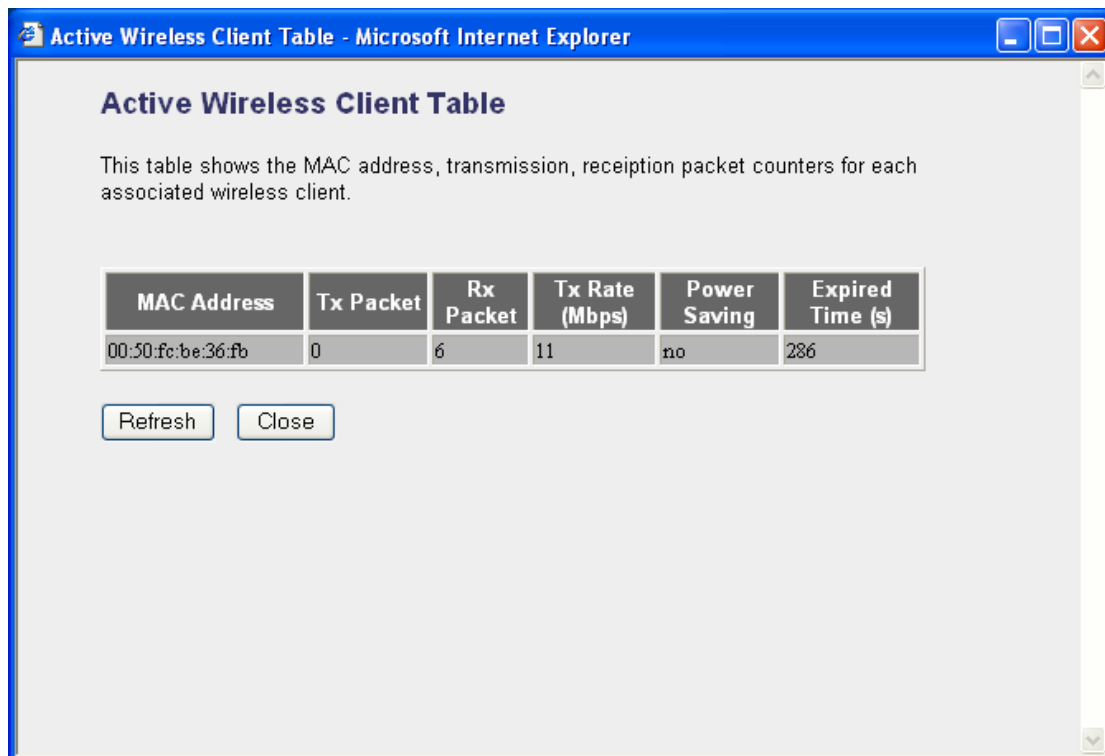 Active Wireless Client Table - Microsoft Internet Explorer
Active Wireless Client Table
This table shows the MAC address, transmission, receiption packet counters for each
associated wireless client.
MAC Address Tx Packet Rx Packet Tx Rate (Mbps) Power Saving Expired Time (s)
00:50:fc:be:36:fb 0 6 11 no 286
Refresh Close